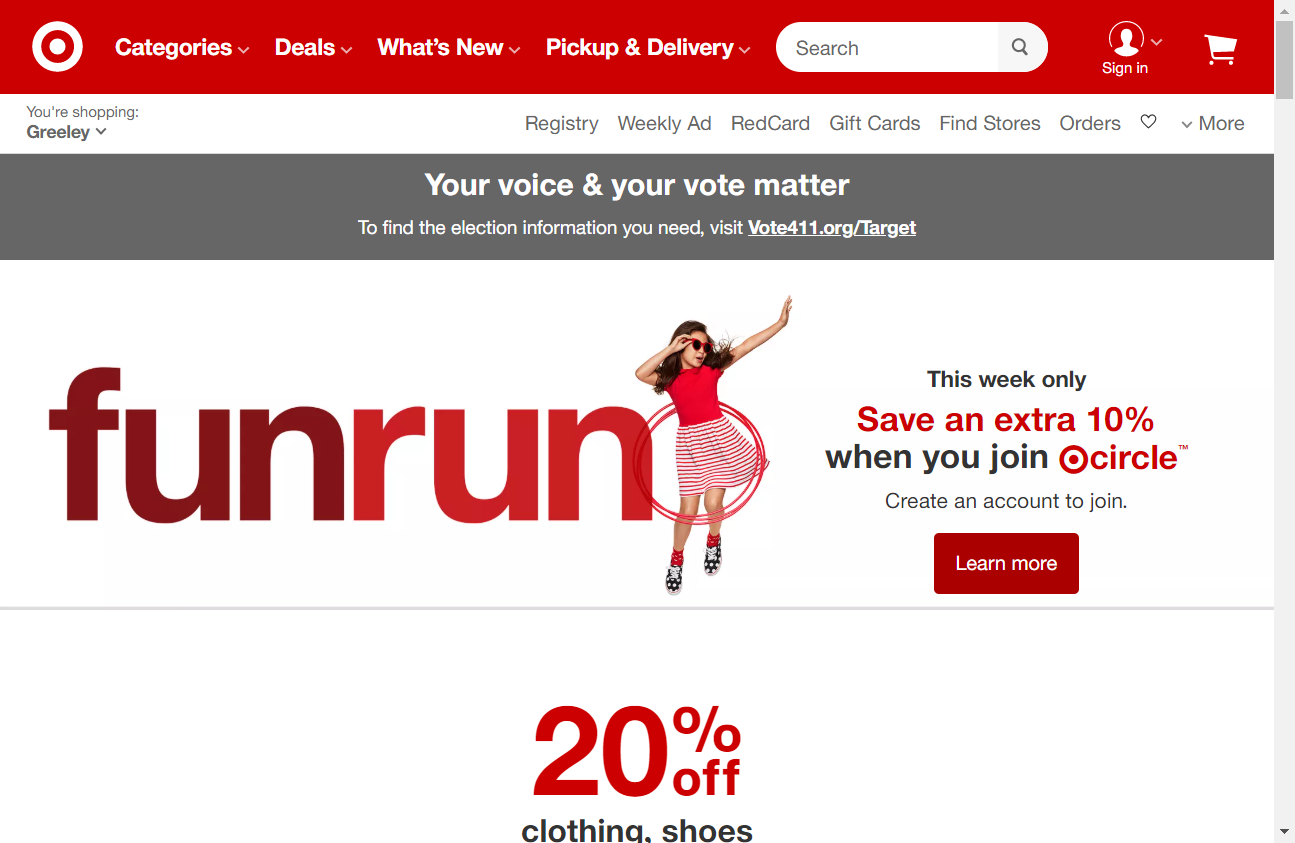 Categories Deals What's New Pickup & Delivery Search
Sign in
You're shopping:
Greeley
Registry Weekly Ad RedCard Gift Cards Find Stores Orders More
Your voice & your vote matter
To find the election information you need, visit Vote411.org/Target
funrun
This week only
Save an extra 10%
when you join circle™
Create an account to join.
Learn more
20% off
clothing, shoes